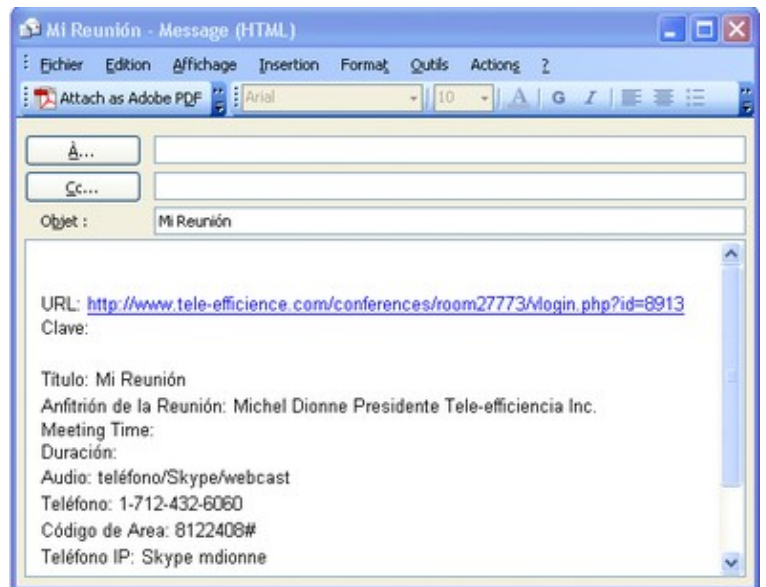 Mi Reunión - Message (HTML)
Fichier Edition Affichage Insertion Format Outils Actions ?
Attach as Adobe PDF Arial 10 A G I
À...
Cc...
Objet : Mi Reunión
URL: http://www.tele-efficience.com/conferences/room27773/vlogin.php?id=8913
Clave:
Título: Mi Reunión
Anfitrión de la Reunión: Michel Dionne Presidente Tele-efficiencia Inc.
Meeting Time:
Duración:
Audio: teléfono/Skype/webcast
Teléfono: 1-712-432-6060
Código de Area: 8122408#
Teléfono IP: Skype mdionne